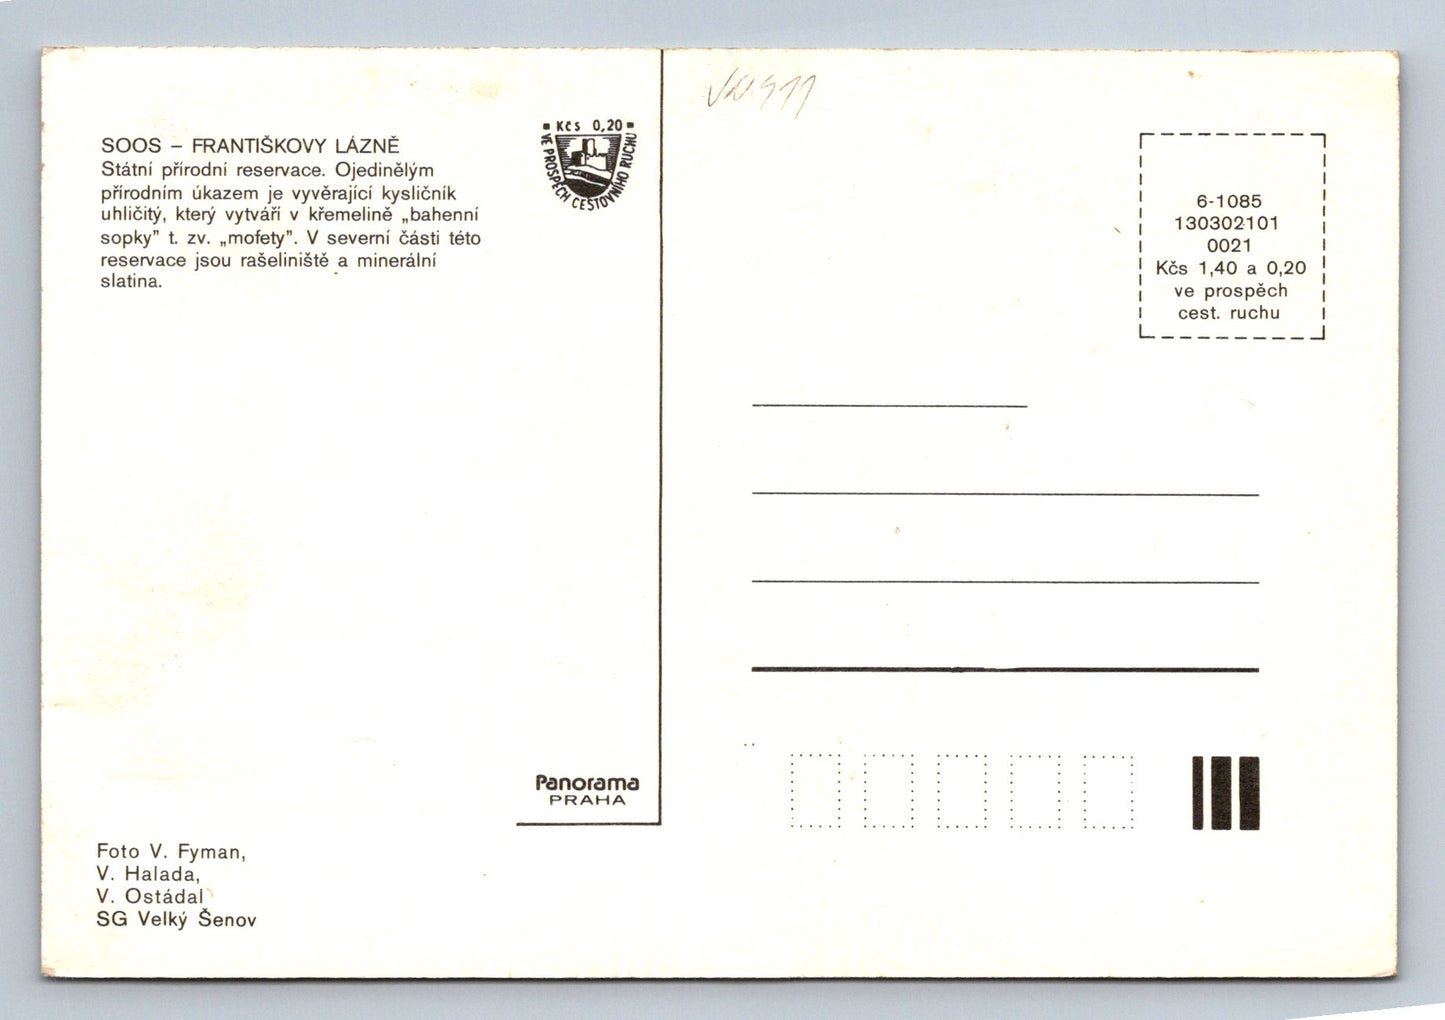 SOOS – FRANTIŠKOVY LÁZNĚ
Státní přírodní reservace. Ojedinělým
přírodním úkazem je vyvěrající kysličník
uhličitý, který vytváří v křemelině „bahenní
sopky” t. zv. „mofety”. V severní části této
reservace jsou rašeliniště a minerální
slatina.
Kčs 0,20
VE PROSPĚCH CESTOVNÍHO RUCHU
6-1085
130302101
0021
Kčs 1,40 a 0,20
ve prospěch
cest. ruchu
Panorama
PRAHA
Foto V. Fyman,
V. Halada,
V. Ostádal
SG Velký Šenov